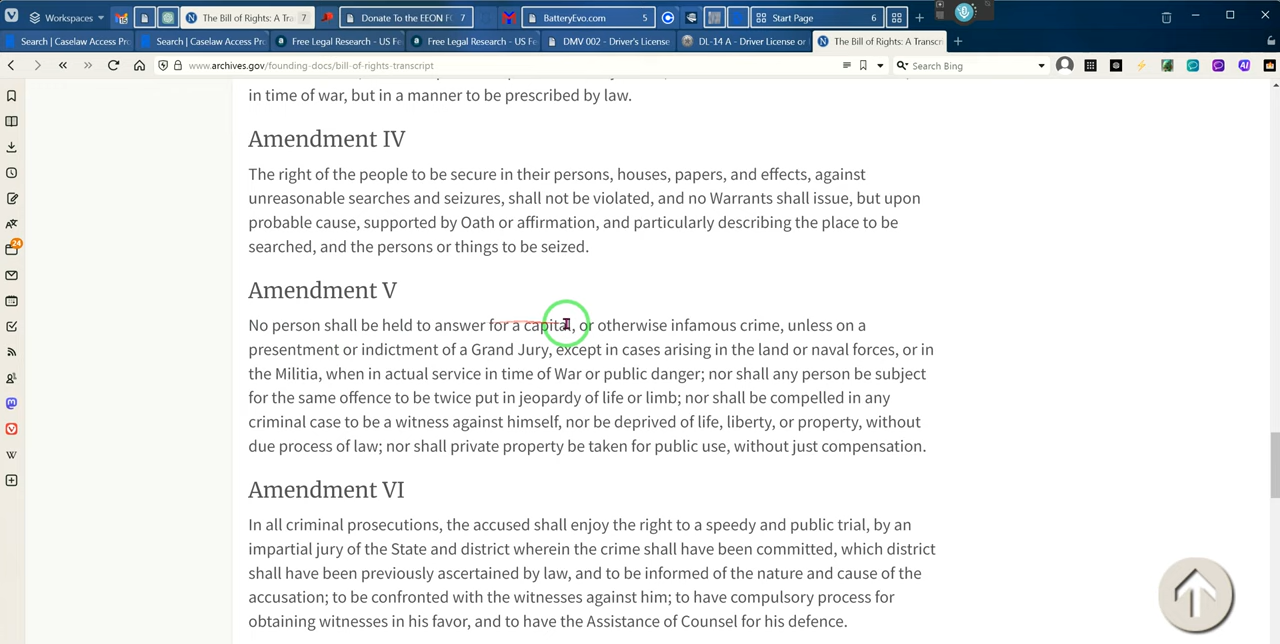 The Bill of Rights: A Tra 7
Donate To the EEON F 7
BatteryEvo.com 5
Start Page 6
Workspaces
Search | Caselaw Access Pro
Search | Caselaw Access Pro
Free Legal Research - US Fe
Free Legal Research - US Fe
DMV 002 - Driver's License
DL-14 A - Driver License or
The Bill of Rights: A Transcr
www.archives.gov/founding-docs/bill-of-rights-transcript
Search Bing
24
in time of war, but in a manner to be prescribed by law.
Amendment IV
The right of the people to be secure in their persons, houses, papers, and effects, against
unreasonable searches and seizures, shall not be violated, and no Warrants shall issue, but upon
probable cause, supported by Oath or affirmation, and particularly describing the place to be
searched, and the persons or things to be seized.
Amendment V
No person shall be held to answer for a capital, or otherwise infamous crime, unless on a
presentment or indictment of a Grand Jury, except in cases arising in the land or naval forces, or in
the Militia, when in actual service in time of War or public danger; nor shall any person be subject
for the same offence to be twice put in jeopardy of life or limb; nor shall be compelled in any
criminal case to be a witness against himself, nor be deprived of life, liberty, or property, without
due process of law; nor shall private property be taken for public use, without just compensation.
Amendment VI
In all criminal prosecutions, the accused shall enjoy the right to a speedy and public trial, by an
impartial jury of the State and district wherein the crime shall have been committed, which district
shall have been previously ascertained by law, and to be informed of the nature and cause of the
accusation; to be confronted with the witnesses against him; to have compulsory process for
obtaining witnesses in his favor, and to have the Assistance of Counsel for his defence.